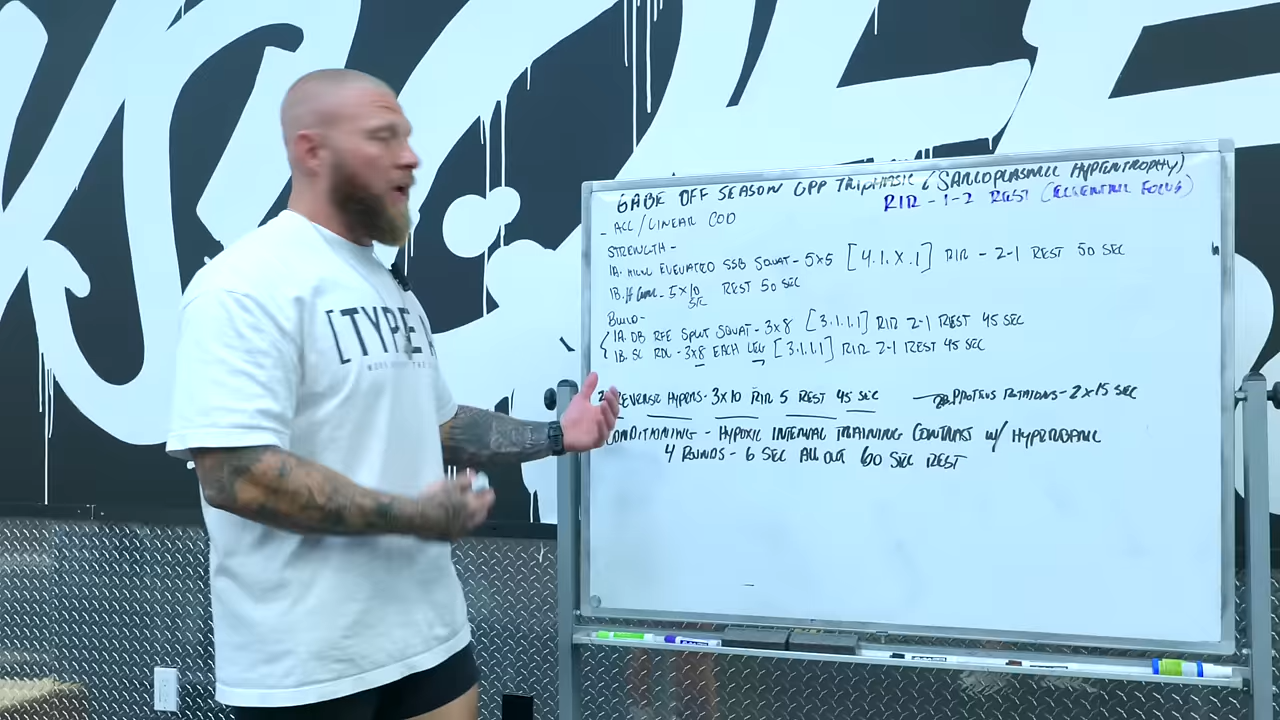 GABE OFF SEASON GPP TRIPHASIC (SARCOPLASMIC HYPERTROPHY)
RIR - 1-2 REST (ECCENTRIC FOCUS)
- ACC/LINEAR COD
STRENGTH -
1A. HEEL ELEVATED SSB SQUAT - 5x5 [4.1.X.1] RIR - 2-1 REST 50 SEC
1B. 5x10 SEC REST 50 SEC
BUILD -
1A. DB RFE SPLIT SQUAT - 3x8 [3.1.1.1] RIR 2-1 REST 45 SEC
1B. SL RDL - 3x8 EACH LEG [3.1.1.1] RIR 2-1 REST 45 SEC
REVERSE HYPERS - 3x10 RIR 5 REST 45 SEC
2B. PROTEUS ROTATIONS - 2x15 SEC
CONDITIONING - HYPOXIC INTERVAL TRAINING CONTRAST W/ HYPERBARIC
4 ROUNDS - 6 SEC ALL OUT 60 SEC REST
[TYPE